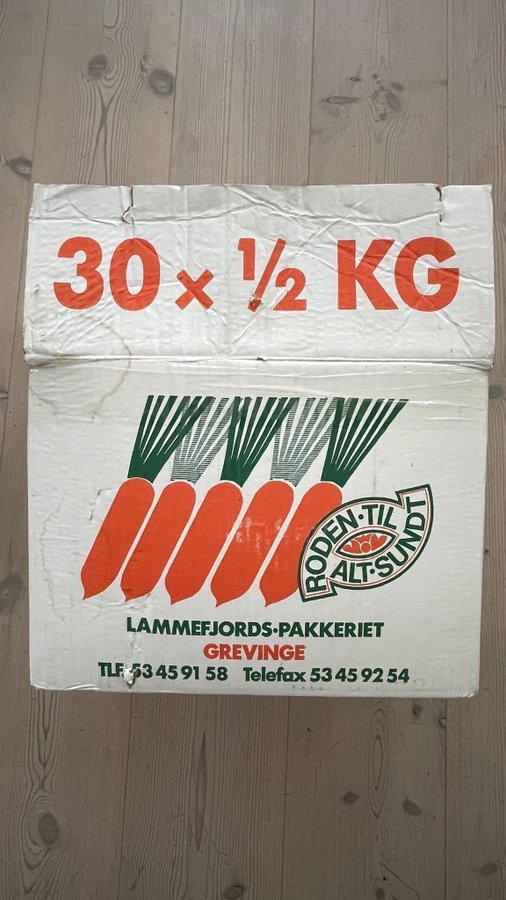 30 x 1/2 KG
RODEN·TIL
ALT·SUNDT
LAMMEFJORDS·PAKKERIET
GREVINGE
TLF 53 45 91 58 Telefax 53 45 92 54